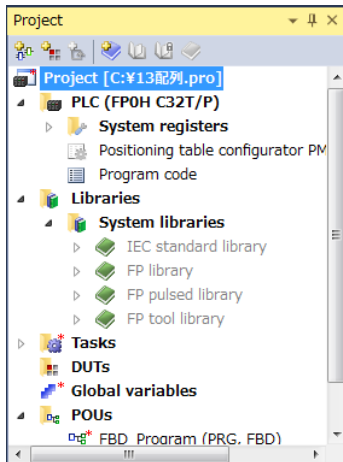 Project
Project [C:¥13配列.pro]
PLC (FP0H C32T/P)
System registers
Positioning table configurator PM
Program code
Libraries
System libraries
IEC standard library
FP library
FP pulsed library
FP tool library
Tasks
DUTs
Global variables
POUs
FBD_Program (PRG, FBD)